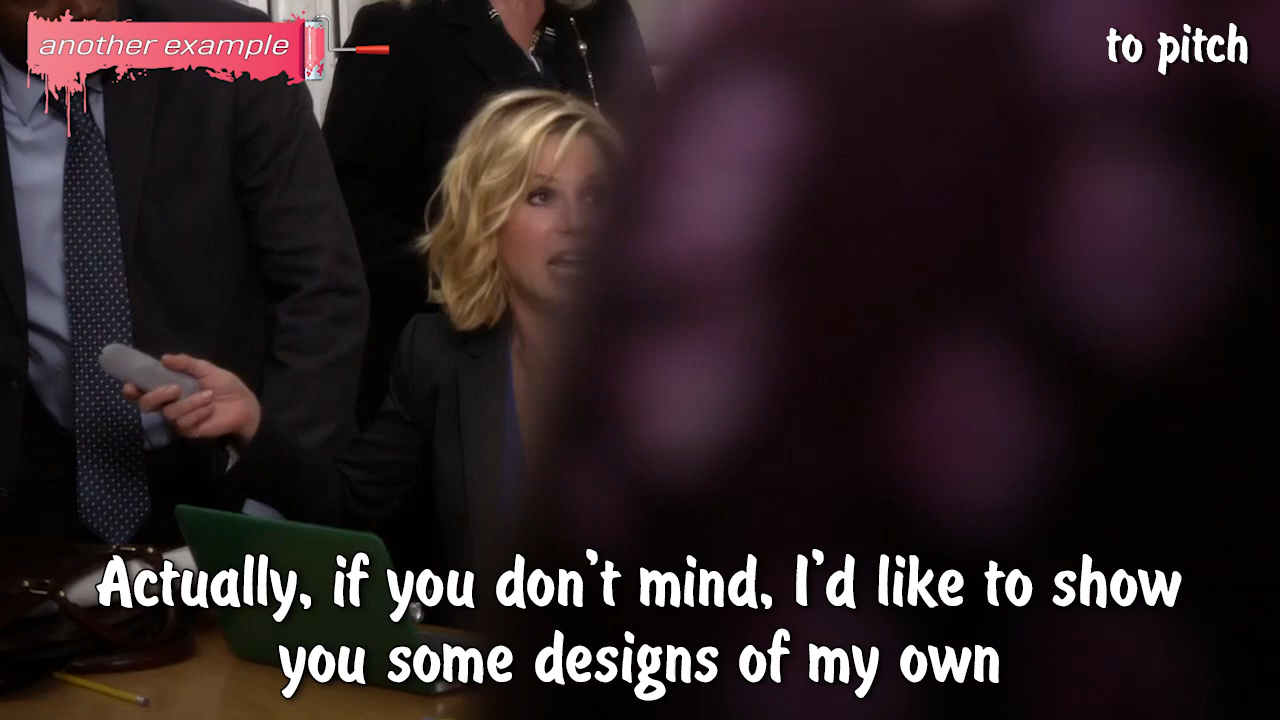 another example
to pitch
Actually, if you don't mind, I'd like to show
you some designs of my own